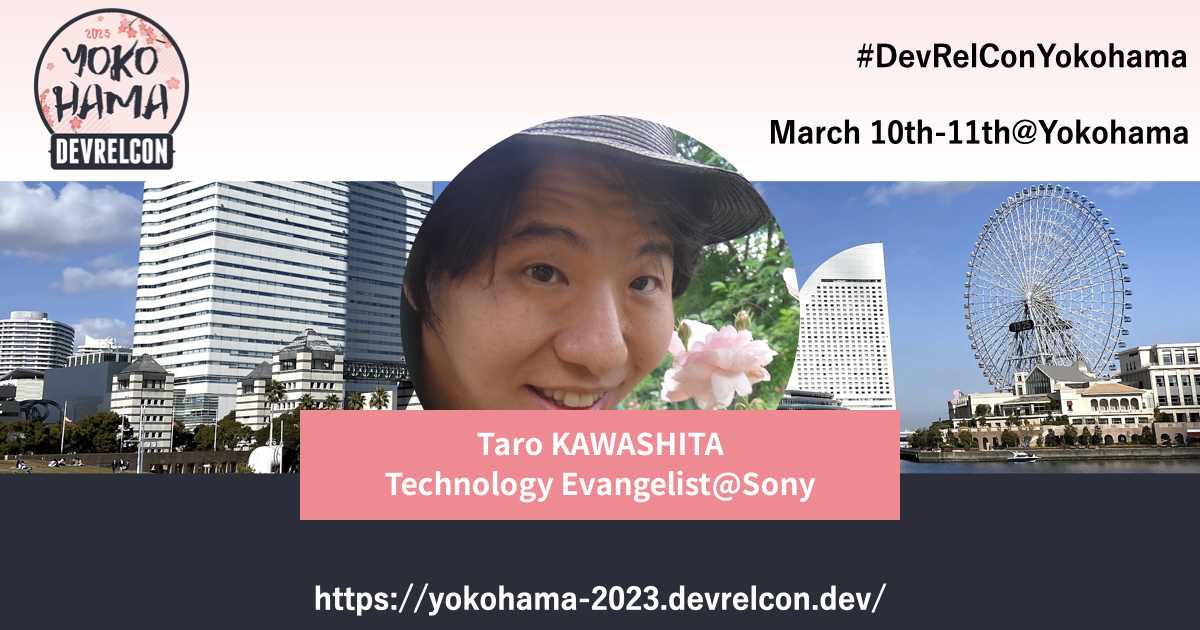 2023
YOKO
HAMA
DEVRELCON
#DevRelConYokohama
March 10th-11th@Yokohama
Taro KAWASHITA
Technology Evangelist@Sony
https://yokohama-2023.devrelcon.dev/